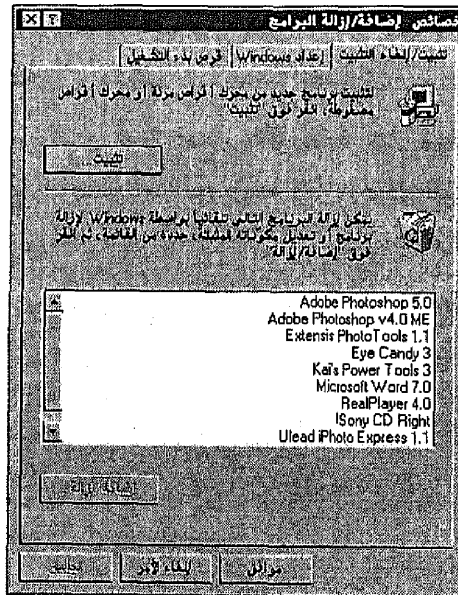 خصائص إضافة/إزالة البرامج
تثبيت/إلغاء التثبيت
إعداد Windows
قرص بدء التشغيل
لتثبيت برنامج جديد من محرك أقراص مرنة أو محرك أقراص
مضغوطة، انقر فوق "تثبيت"
تثبيت
يمكن إزالة البرنامج التالي تلقائيا بواسطة Windows لإزالة
برنامج أو تعديل مكوناته المثبتة، حدده من القائمة، ثم انقر
فوق "إضافة/إزالة"
Adobe Photoshop 5.0
Adobe Photoshop v4.0 ME
Extensis PhotoTools 1.1
Eye Candy 3
Kai's Power Tools 3
Microsoft Word 7.0
RealPlayer 4.0
!Sony CD Right
Ulead iPhoto Express 1.1
إضافة/إزالة
موافق
إلغاء الأمر
تطبيق